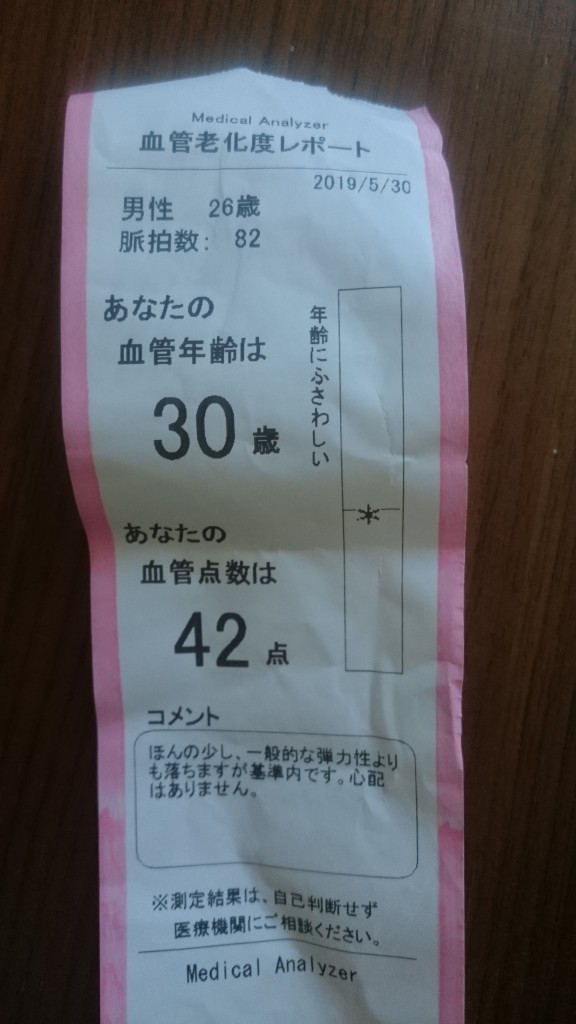 Medical Analyzer
血管老化度レポート
2019/5/30
男性 26歳
脈拍数: 82
あなたの
血管年齢は
30 歳
年齢にふさわしい
あなたの
血管点数は
42 点
コメント
ほんの少し、一般的な弾力性より
も落ちますが基準内です。心配
はありません。
※測定結果は、自己判断せず
医療機関にご相談ください。
Medical Analyzer